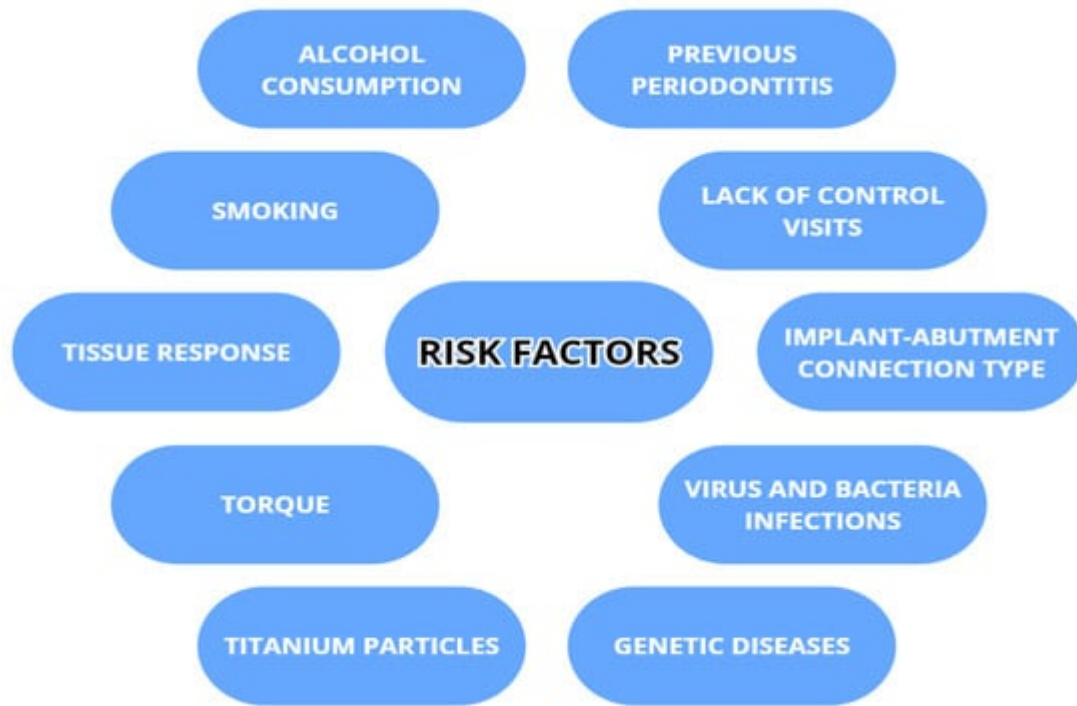 ALCOHOL
CONSUMPTION
PREVIOUS
PERIODONTITIS
SMOKING
LACK OF CONTROL
VISITS
TISSUE RESPONSE
RISK FACTORS
IMPLANT-ABUTMENT
CONNECTION TYPE
TORQUE
VIRUS AND BACTERIA
INFECTIONS
TITANIUM PARTICLES
GENETIC DISEASES